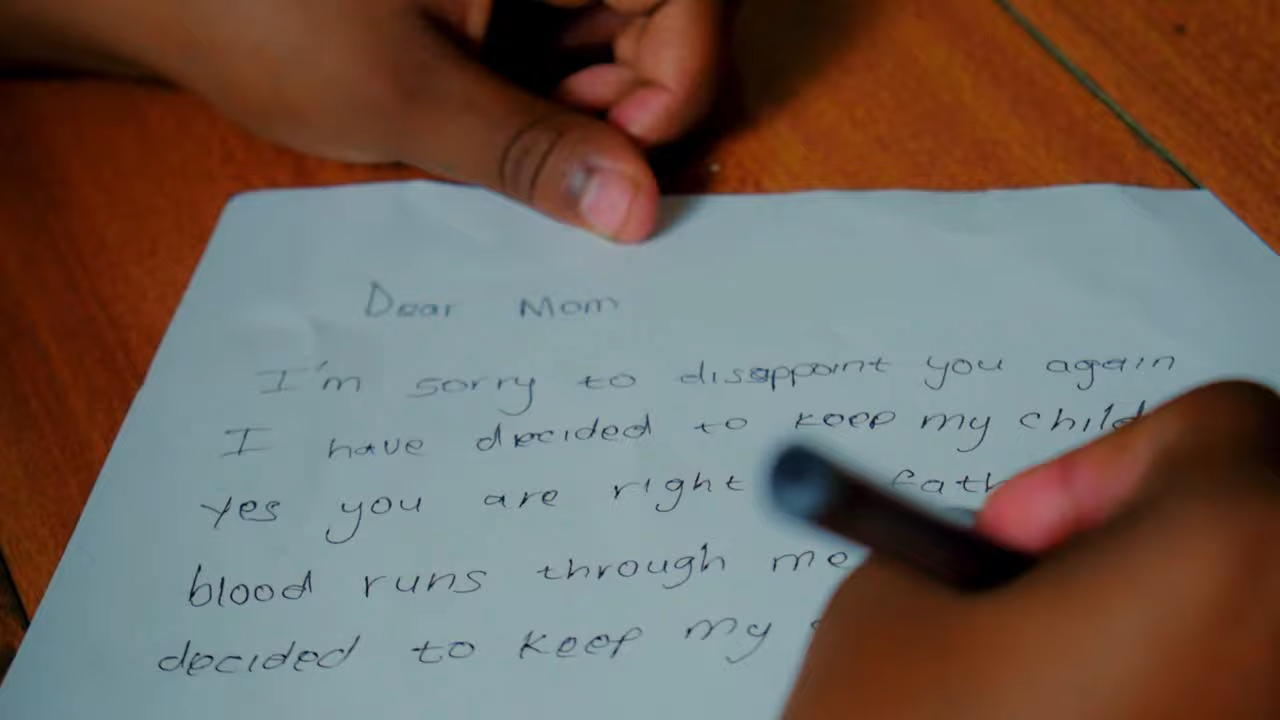 Dear Mom
I'm sorry to disappoint you again
I have decided to keep my child
yes you are right
blood runs through me
decided to keep my